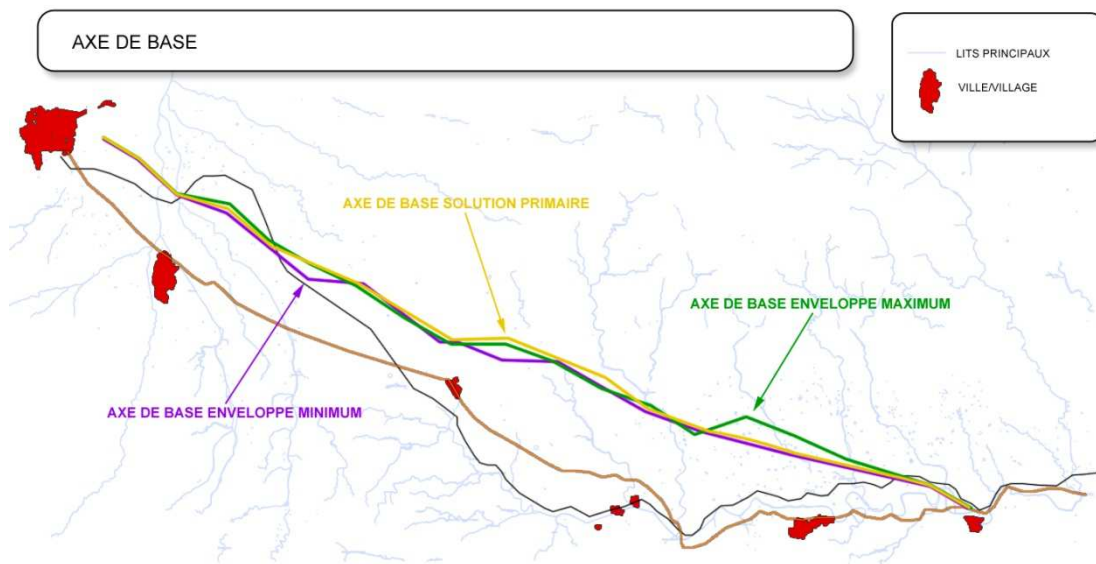 AXE DE BASE
LITS PRINCIPAUX
VILLE/VILLAGE
AXE DE BASE SOLUTION PRIMAIRE
AXE DE BASE ENVELOPPE MAXIMUM
AXE DE BASE ENVELOPPE MINIMUM